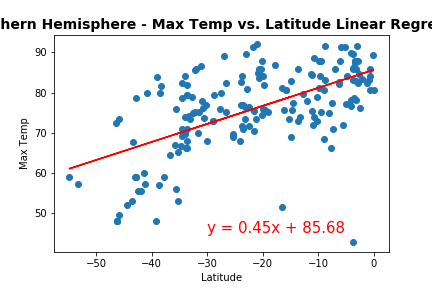 hern Hemisphere - Max Temp vs. Latitude Linear Regre
90
80
70
60
50
Max Temp
y = 0.45x + 85.68
−50 −40 −30 −20 −10 0
Latitude